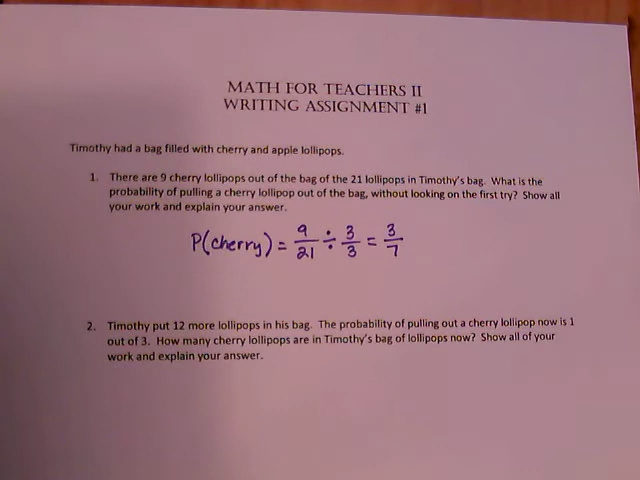 MATH FOR TEACHERS II
WRITING ASSIGNMENT #1
Timothy had a bag filled with cherry and apple lollipops.
1. There are 9 cherry lollipops out of the bag of the 21 lollipops in Timothy's bag. What is the
probability of pulling a cherry lollipop out of the bag, without looking on the first try? Show all
your work and explain your answer.
P(cherry) = 9/21 ÷ 3/3 = 3/7
2. Timothy put 12 more lollipops in his bag. The probability of pulling out a cherry lollipop now is 1
out of 3. How many cherry lollipops are in Timothy's bag of lollipops now? Show all of your
work and explain your answer.